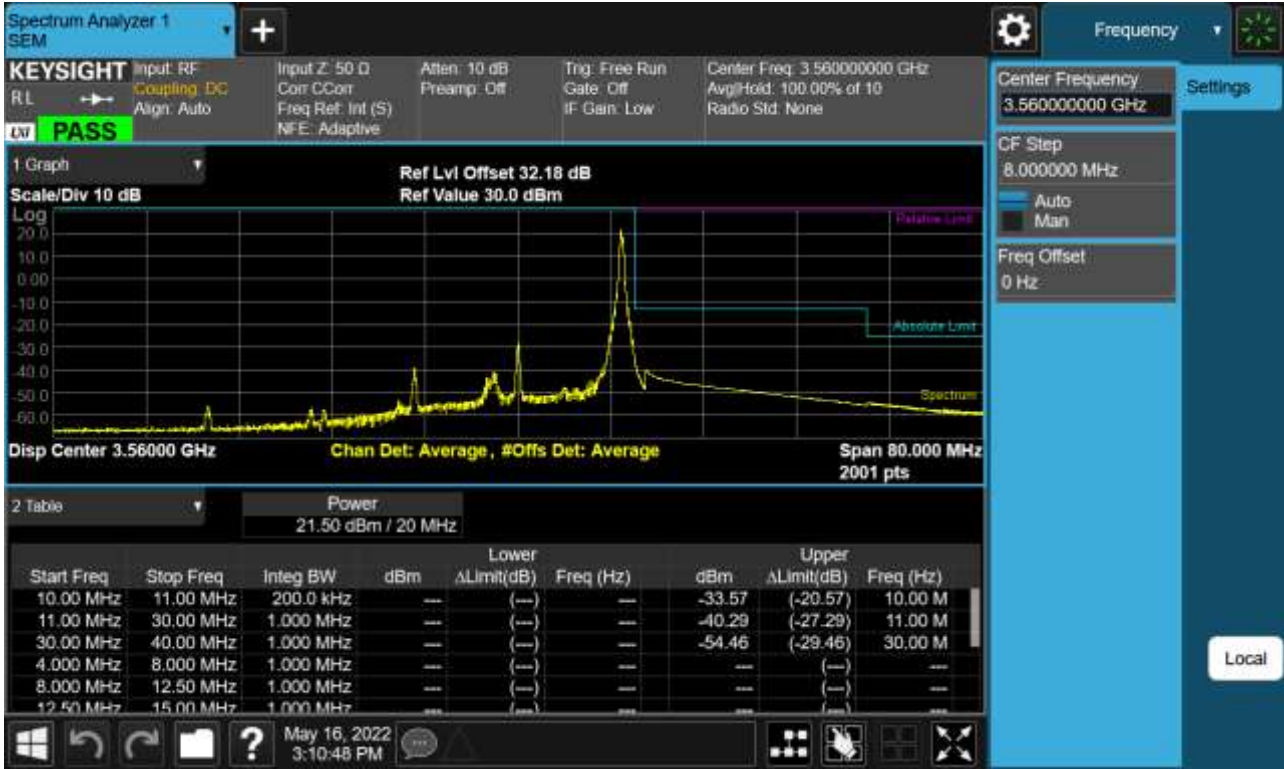 Spectrum Analyzer 1
SEM
Frequency
KEYSIGHT
RL
LXI
PASS
Input: RF
Coupling: DC
Align: Auto
Input Z: 50 Ω
Corr CCorr
Freq Ref: Int (S)
NFE: Adaptive
Atten: 10 dB
Preamp: Off
Trig: Free Run
Gate: Off
IF Gain: Low
Center Freq: 3.560000000 GHz
Avg|Hold: 100.00% of 10
Radio Std: None
Center Frequency
3.560000000 GHz
Settings
CF Step
8.000000 MHz
Auto
Man
Freq Offset
0 Hz
1 Graph
Scale/Div 10 dB
Ref Lvl Offset 32.18 dB
Ref Value 30.0 dBm
Log
20.0
10.0
0.00
-10.0
-20.0
-30.0
-40.0
-50.0
-60.0
Relative Limit
Absolute Limit
Spectrum
Disp Center 3.56000 GHz
Chan Det: Average, #Offs Det: Average
Span 80.000 MHz
2001 pts
2 Table
Power
21.50 dBm / 20 MHz
Lower Upper
Start Freq Stop Freq Integ BW dBm ΔLimit(dB) Freq (Hz) dBm ΔLimit(dB) Freq (Hz)
10.00 MHz 11.00 MHz 200.0 kHz --- (---) --- -33.57 (-20.57) 10.00 M
11.00 MHz 30.00 MHz 1.000 MHz --- (---) --- -40.29 (-27.29) 11.00 M
30.00 MHz 40.00 MHz 1.000 MHz --- (---) --- -54.46 (-29.46) 30.00 M
4.000 MHz 8.000 MHz 1.000 MHz --- (---) --- --- (---) ---
8.000 MHz 12.50 MHz 1.000 MHz --- (---) --- --- (---) ---
12.50 MHz 15.00 MHz 1.000 MHz --- (---) --- --- (---) ---
Local
?
May 16, 2022
3:10:48 PM